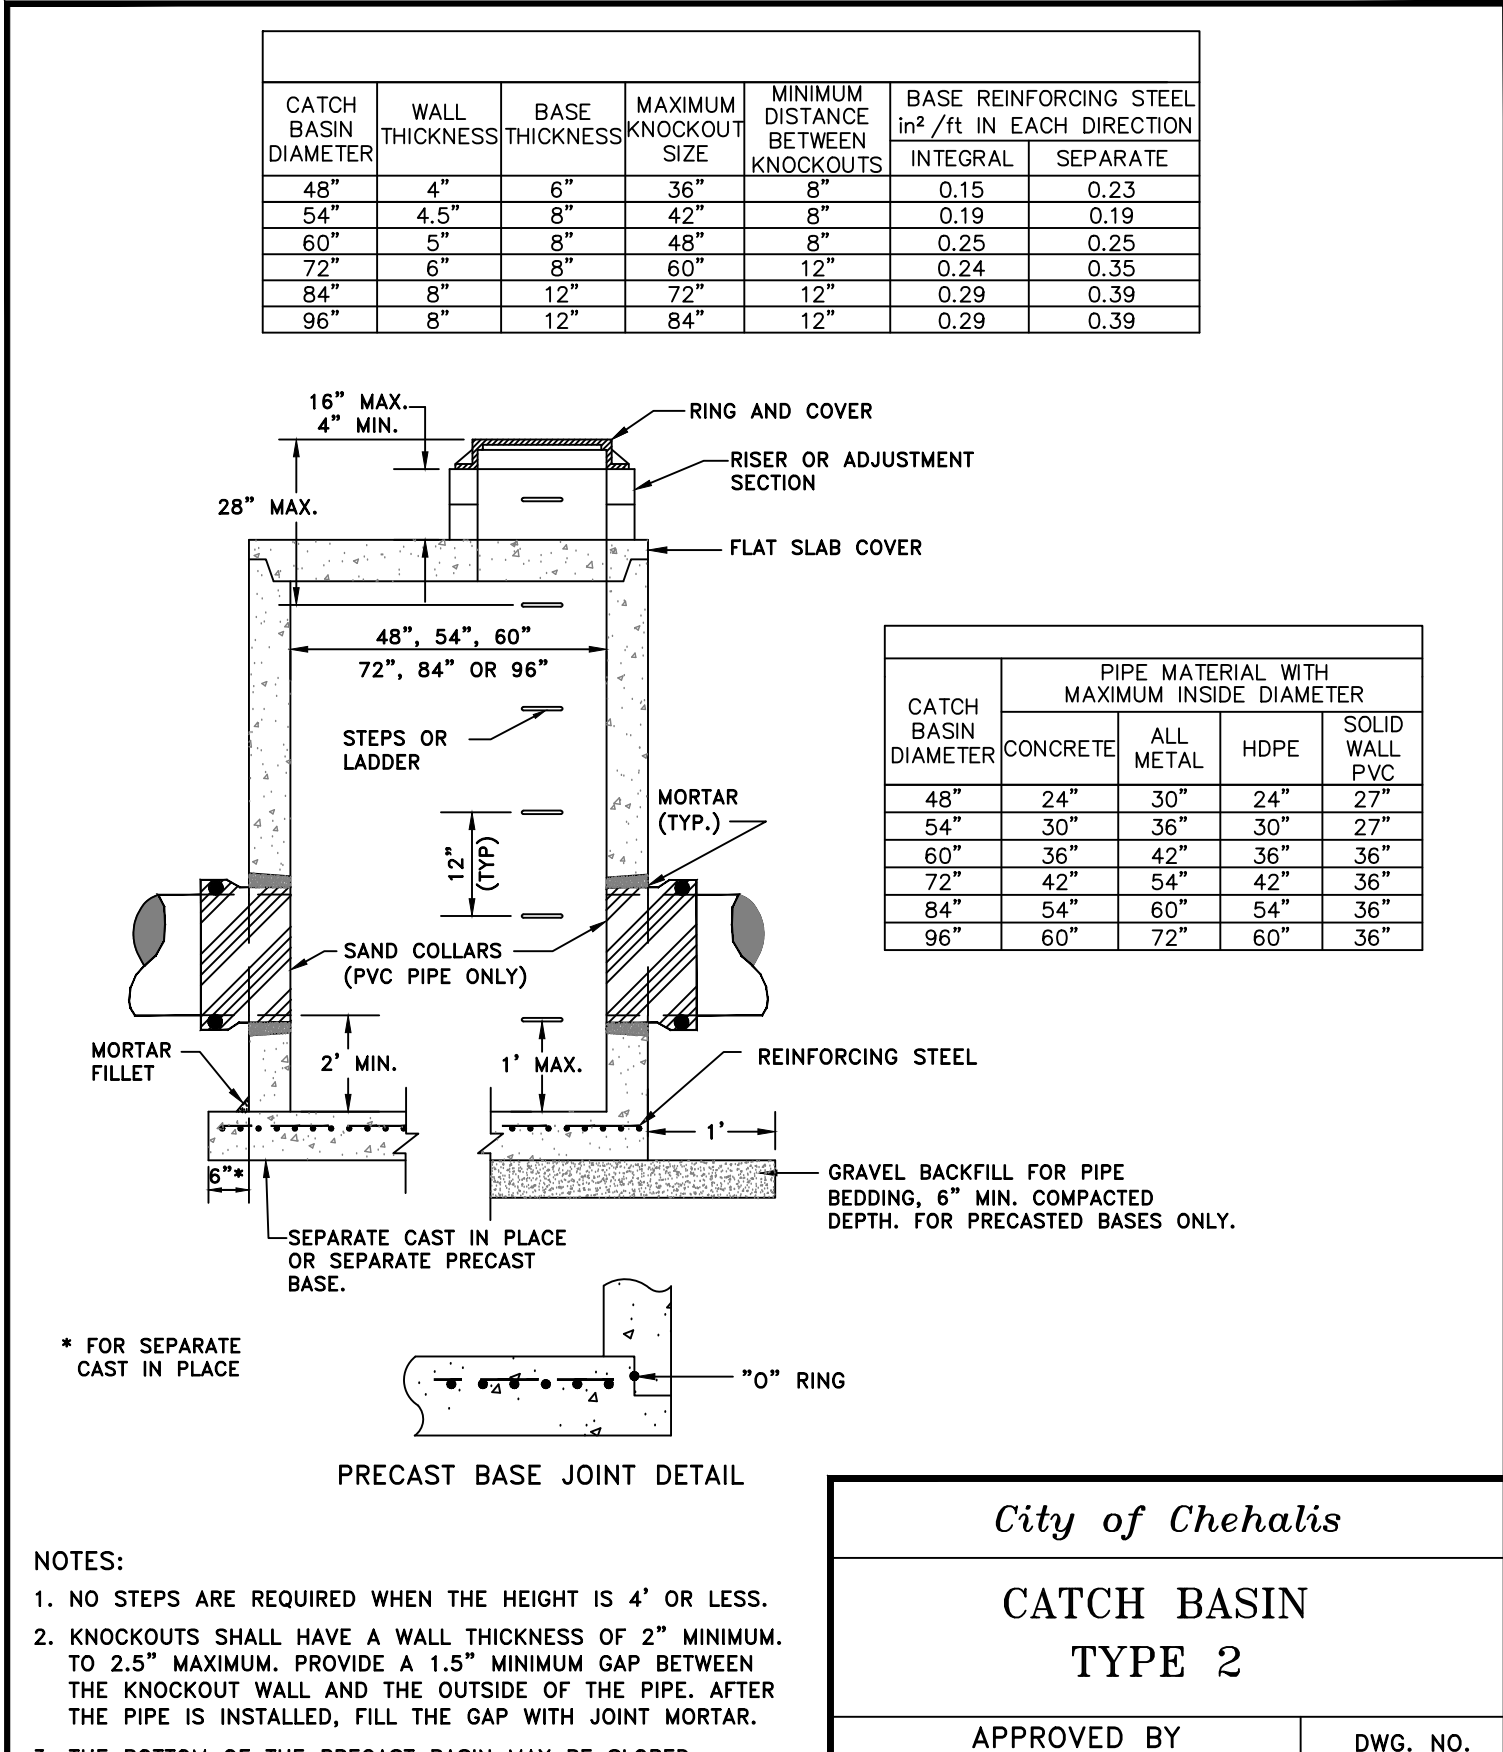 CATCH BASIN DIAMETER | WALL THICKNESS | BASE THICKNESS | MAXIMUM KNOCKOUT SIZE | MINIMUM DISTANCE BETWEEN KNOCKOUTS | BASE REINFORCING STEEL in² /ft IN EACH DIRECTION
INTEGRAL | SEPARATE
48” | 4” | 6” | 36” | 8” | 0.15 | 0.23
54” | 4.5” | 8” | 42” | 8” | 0.19 | 0.19
60” | 5” | 8” | 48” | 8” | 0.25 | 0.25
72” | 6” | 8” | 60” | 12” | 0.24 | 0.35
84” | 8” | 12” | 72” | 12” | 0.29 | 0.39
96” | 8” | 12” | 84” | 12” | 0.29 | 0.39
16” MAX.
4” MIN.
RING AND COVER
RISER OR ADJUSTMENT
SECTION
28” MAX.
FLAT SLAB COVER
48”, 54”, 60”
72”, 84” OR 96”
STEPS OR
LADDER
MORTAR
(TYP.)
12”
(TYP)
SAND COLLARS
(PVC PIPE ONLY)
MORTAR
FILLET
2’ MIN.
1’ MAX.
REINFORCING STEEL
1’
6”*
GRAVEL BACKFILL FOR PIPE
BEDDING, 6” MIN. COMPACTED
DEPTH. FOR PRECASTED BASES ONLY.
SEPARATE CAST IN PLACE
OR SEPARATE PRECAST
BASE.
* FOR SEPARATE
CAST IN PLACE
”O” RING
PRECAST BASE JOINT DETAIL
CATCH BASIN DIAMETER | PIPE MATERIAL WITH MAXIMUM INSIDE DIAMETER
CONCRETE | ALL METAL | HDPE | SOLID WALL PVC
48” | 24” | 30” | 24” | 27”
54” | 30” | 36” | 30” | 27”
60” | 36” | 42” | 36” | 36”
72” | 42” | 54” | 42” | 36”
84” | 54” | 60” | 54” | 36”
96” | 60” | 72” | 60” | 36”
NOTES:
1. NO STEPS ARE REQUIRED WHEN THE HEIGHT IS 4’ OR LESS.
2. KNOCKOUTS SHALL HAVE A WALL THICKNESS OF 2” MINIMUM.
TO 2.5” MAXIMUM. PROVIDE A 1.5” MINIMUM GAP BETWEEN
THE KNOCKOUT WALL AND THE OUTSIDE OF THE PIPE. AFTER
THE PIPE IS INSTALLED, FILL THE GAP WITH JOINT MORTAR.
3. THE BOTTOM OF THE PRECAST BASIN MAY BE SLOPED
City of Chehalis
CATCH BASIN
TYPE 2
APPROVED BY
DWG. NO.